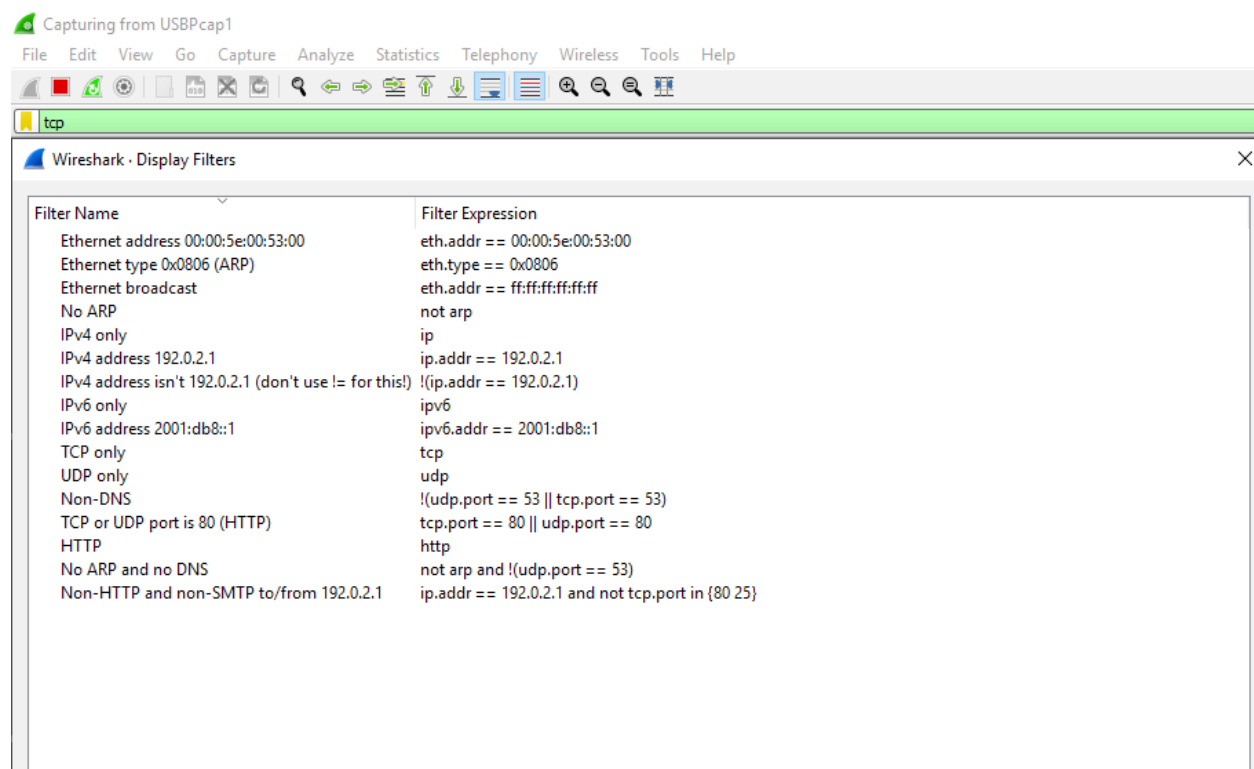 Capturing from USBPcap1
File Edit View Go Capture Analyze Statistics Telephony Wireless Tools Help
tcp
Wireshark · Display Filters
Filter Name Filter Expression
Ethernet address 00:00:5e:00:53:00 eth.addr == 00:00:5e:00:53:00
Ethernet type 0x0806 (ARP) eth.type == 0x0806
Ethernet broadcast eth.addr == ff:ff:ff:ff:ff:ff
No ARP not arp
IPv4 only ip
IPv4 address 192.0.2.1 ip.addr == 192.0.2.1
IPv4 address isn't 192.0.2.1 (don't use != for this!) !(ip.addr == 192.0.2.1)
IPv6 only ipv6
IPv6 address 2001:db8::1 ipv6.addr == 2001:db8::1
TCP only tcp
UDP only udp
Non-DNS !(udp.port == 53 || tcp.port == 53)
TCP or UDP port is 80 (HTTP) tcp.port == 80 || udp.port == 80
HTTP http
No ARP and no DNS not arp and !(udp.port == 53)
Non-HTTP and non-SMTP to/from 192.0.2.1 ip.addr == 192.0.2.1 and not tcp.port in {80 25}